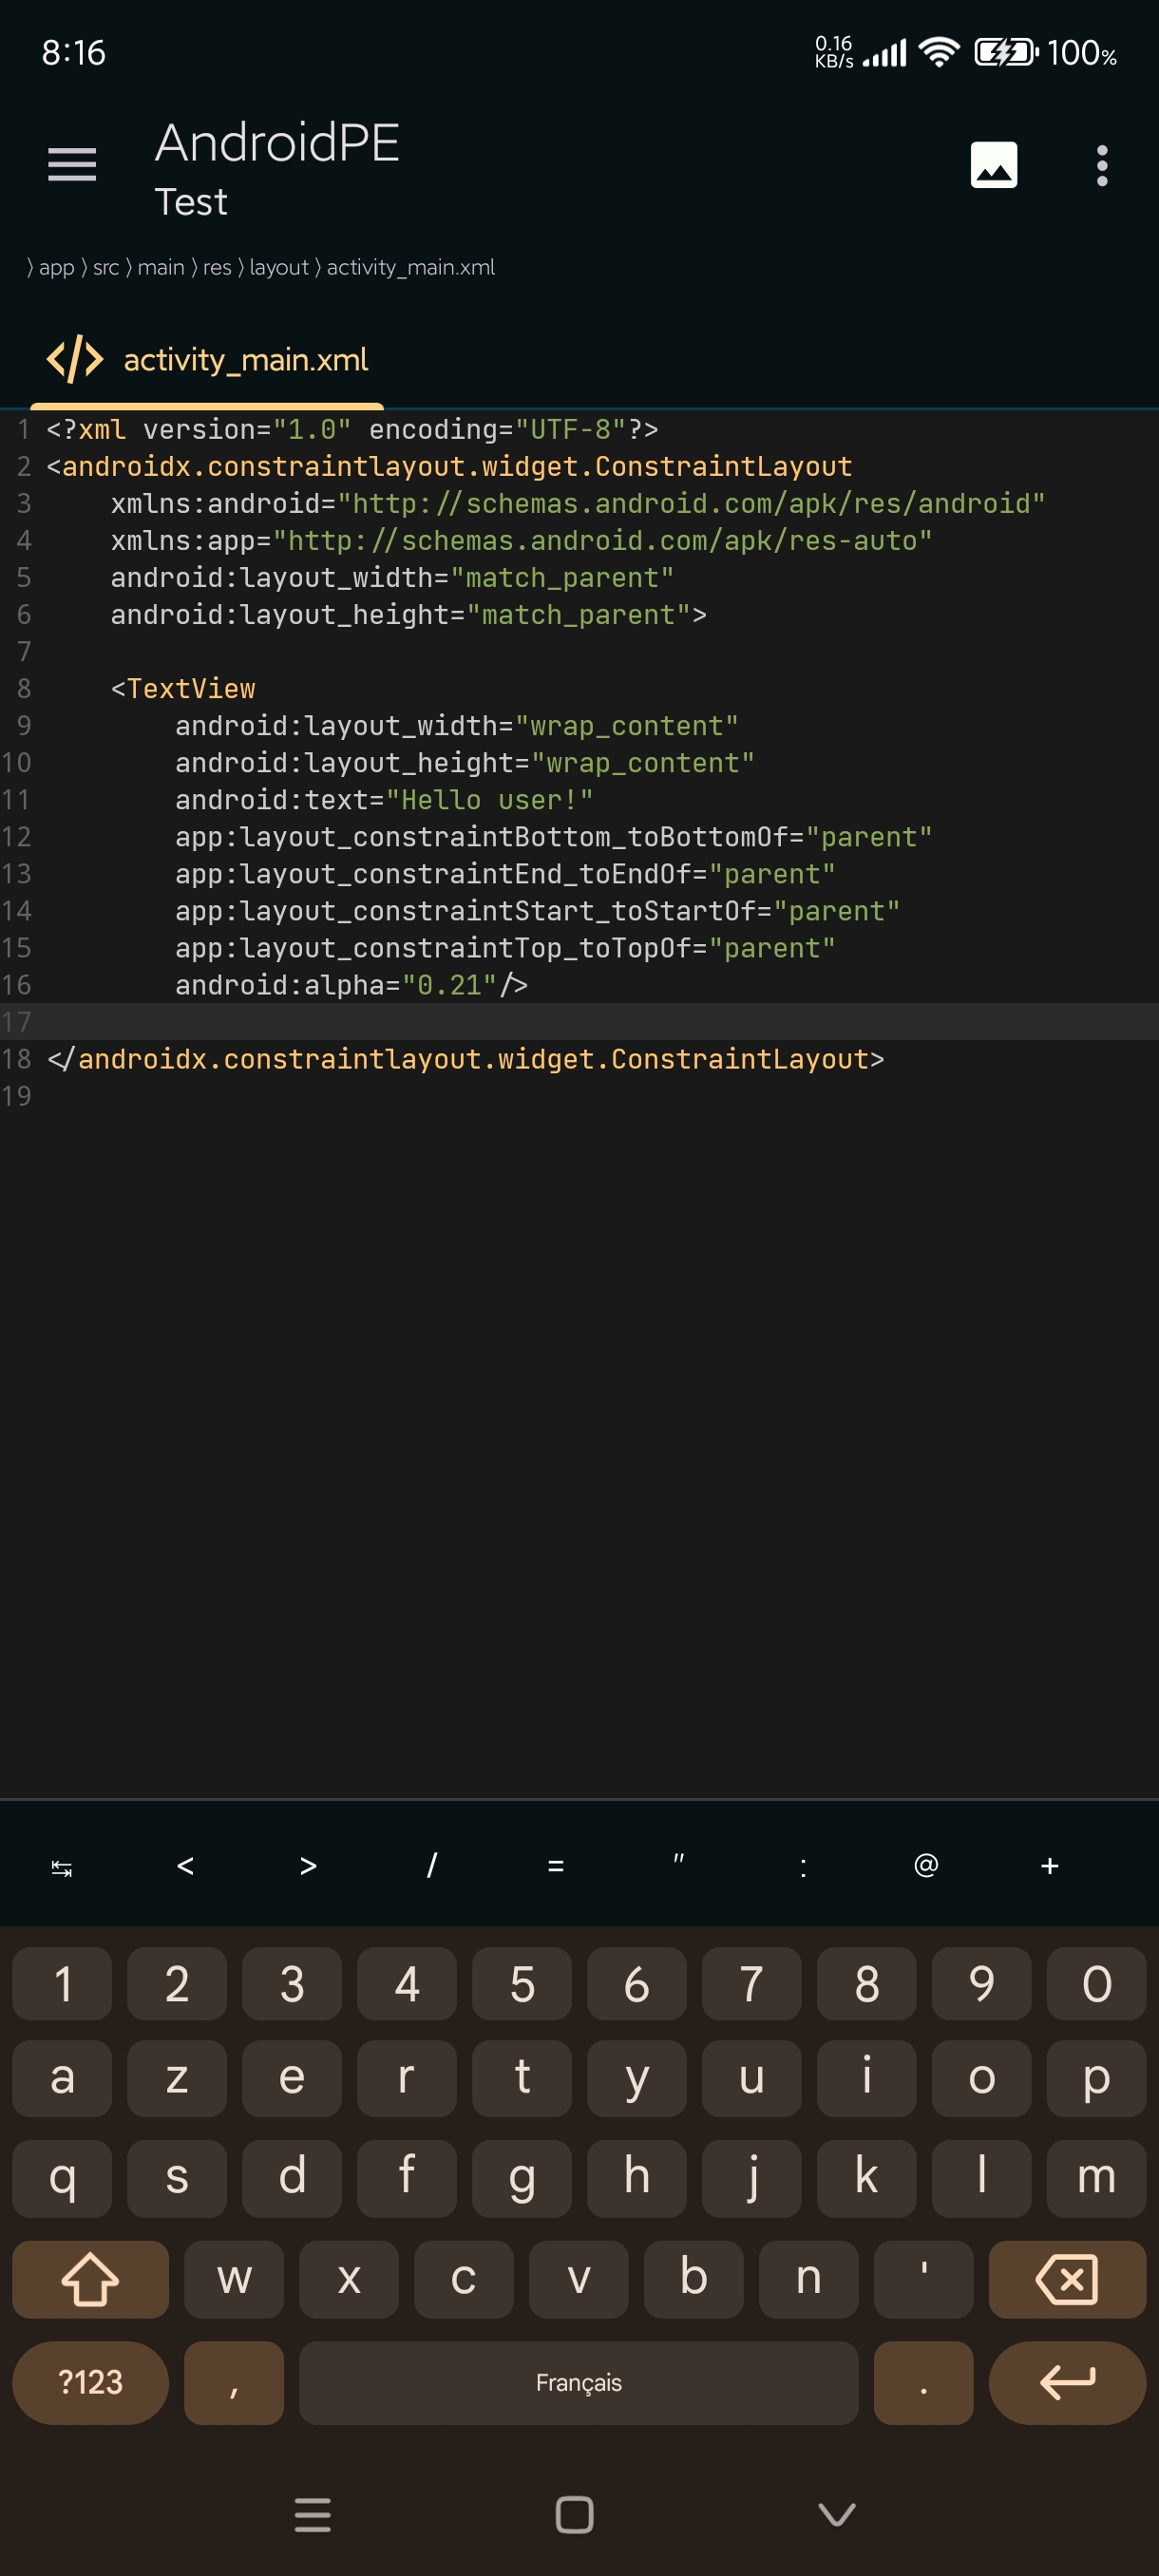 8:16
0.16
KB/s
100%
AndroidPE
Test
⟩ app ⟩ src ⟩ main ⟩ res ⟩ layout ⟩ activity_main.xml
</> activity_main.xml
1 <?xml version="1.0" encoding="UTF-8"?>
2 <androidx.constraintlayout.widget.ConstraintLayout
3     xmlns:android="http://schemas.android.com/apk/res/android"
4     xmlns:app="http://schemas.android.com/apk/res-auto"
5     android:layout_width="match_parent"
6     android:layout_height="match_parent">
7
8     <TextView
9         android:layout_width="wrap_content"
10         android:layout_height="wrap_content"
11         android:text="Hello user!"
12         app:layout_constraintBottom_toBottomOf="parent"
13         app:layout_constraintEnd_toEndOf="parent"
14         app:layout_constraintStart_toStartOf="parent"
15         app:layout_constraintTop_toTopOf="parent"
16         android:alpha="0.21"/>
17
18 </androidx.constraintlayout.widget.ConstraintLayout>
19
↹ < > / = " : @ +
1 2 3 4 5 6 7 8 9 0
a z e r t y u i o p
q s d f g h j k l m
w x c v b n '
?123 , Français .